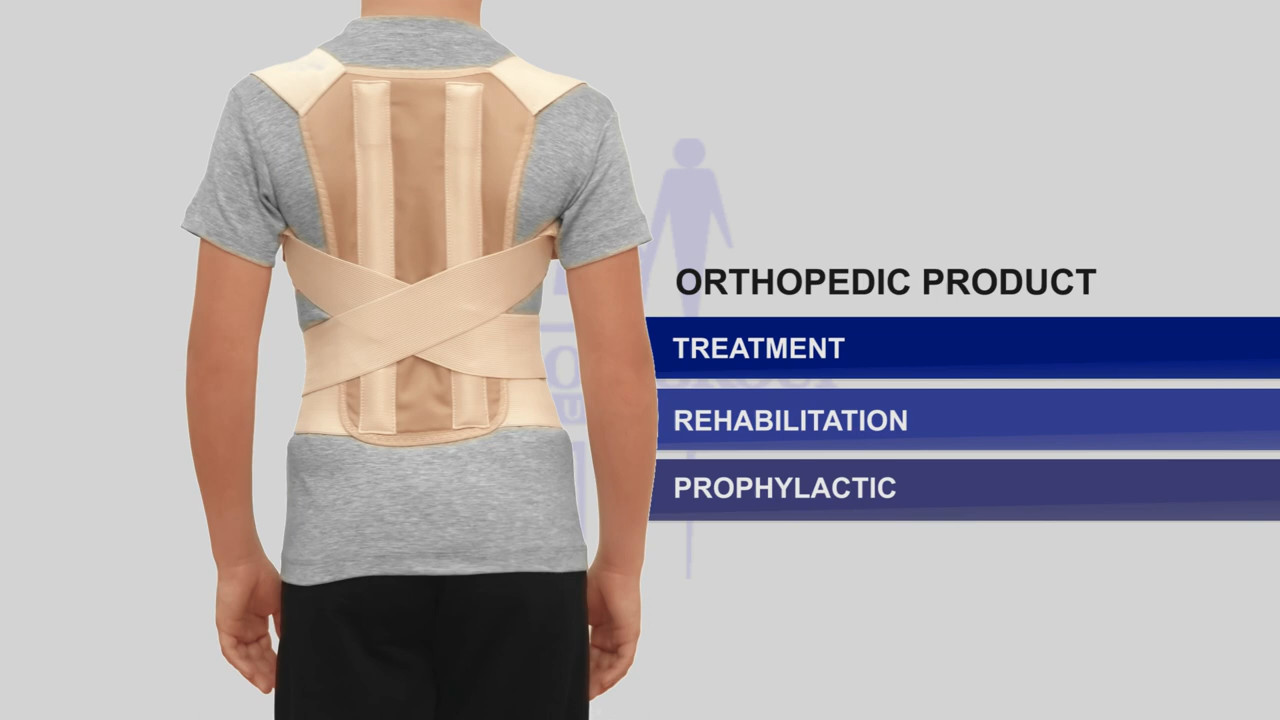 ORTHOPEDIC PRODUCT
TREATMENT
REHABILITATION
PROPHYLACTIC